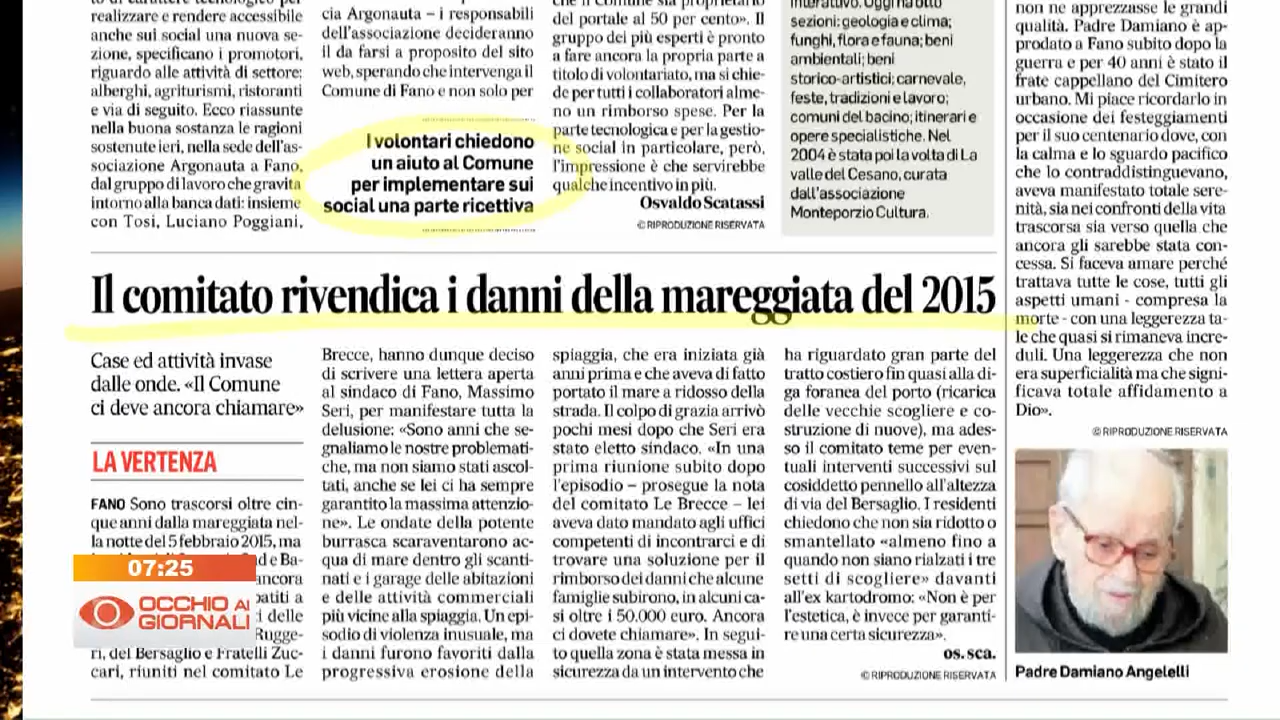 realizzare e rendere accessibile
anche sui social una nuova se-
zione, specificano i promotori,
riguardo alle attività di settore:
alberghi, agriturismi, ristoranti
e via di seguito. Ecco riassunte
nella buona sostanza le ragioni
sostenute ieri, nella sede dell'as-
sociazione Argonauta a Fano,
dal gruppo di lavoro che gravita
intorno alla banca dati: insieme
con Tosi, Luciano Poggiani,
cia Argonauta – i responsabili
dell'associazione decideranno
il da farsi a proposito del sito
web, sperando che intervenga il
Comune di Fano e non solo per
I volontari chiedono
un aiuto al Comune
per implementare sui
social una parte ricettiva
che il Comune sia proprietario
del portale al 50 per cento». Il
gruppo dei più esperti è pronto
a fare ancora la propria parte a
titolo di volontariato, ma si chie-
de per tutti i collaboratori alme-
no un rimborso spese. Per la
parte tecnologica e per la gestio-
ne social in particolare, però,
l'impressione è che servirebbe
qualche incentivo in più.
Osvaldo Scatassi
© RIPRODUZIONE RISERVATA
interattivo. Oggi ha otto
sezioni: geologia e clima;
funghi, flora e fauna; beni
ambientali; beni
storico-artistici; carnevale,
feste, tradizioni e lavoro;
comuni del bacino; itinerari e
opere specialistiche. Nel
2004 è stata poi la volta di La
valle del Cesano, curata
dall'associazione
Monteporzio Cultura.
non ne apprezzasse le grandi
qualità. Padre Damiano è ap-
prodato a Fano subito dopo la
guerra e per 40 anni è stato il
frate cappellano del Cimitero
urbano. Mi piace ricordarlo in
occasione dei festeggiamenti
per il suo centenario dove, con
la calma e lo sguardo pacifico
che lo contraddistinguevano,
aveva manifestato totale sere-
nità, sia nei confronti della vita
trascorsa sia verso quella che
ancora gli sarebbe stata con-
cessa. Si faceva amare perché
trattava tutte le cose, tutti gli
aspetti umani - compresa la
morte - con una leggerezza ta-
le che quasi si rimaneva incre-
duli. Una leggerezza che non
era superficialità ma che signi-
ficava totale affidamento a
Dio».
© RIPRODUZIONE RISERVATA
Padre Damiano Angelelli
Il comitato rivendica i danni della mareggiata del 2015
Case ed attività invase
dalle onde. «Il Comune
ci deve ancora chiamare»
LA VERTENZA
FANO Sono trascorsi oltre cin-
que anni dalla mareggiata nel-
la notte del 5 febbraio 2015, ma
d e Ba-
ancora
patiti a
i delle
Rugge-
ri, del Bersaglio e Fratelli Zuc-
cari, riuniti nel comitato Le
Brecce, hanno dunque deciso
di scrivere una lettera aperta
al sindaco di Fano, Massimo
Seri, per manifestare tutta la
delusione: «Sono anni che se-
gnaliamo le nostre problemati-
che, ma non siamo stati ascol-
tati, anche se lei ci ha sempre
garantito la massima attenzio-
ne». Le ondate della potente
burrasca scaraventarono ac-
qua di mare dentro gli scanti-
nati e i garage delle abitazioni
e delle attività commerciali
più vicine alla spiaggia. Un epi-
sodio di violenza inusuale, ma
i danni furono favoriti dalla
progressiva erosione della
spiaggia, che era iniziata già
anni prima e che aveva di fatto
portato il mare a ridosso della
strada. Il colpo di grazia arrivò
pochi mesi dopo che Seri era
stato eletto sindaco. «In una
prima riunione subito dopo
l'episodio – prosegue la nota
del comitato Le Brecce – lei
aveva dato mandato agli uffici
competenti di incontrarci e di
trovare una soluzione per il
rimborso dei danni che alcune
famiglie subirono, in alcuni ca-
si oltre i 50.000 euro. Ancora
ci dovete chiamare». In segui-
to quella zona è stata messa in
sicurezza da un intervento che
ha riguardato gran parte del
tratto costiero fin quasi alla di-
ga foranea del porto (ricarica
delle vecchie scogliere e co-
struzione di nuove), ma ades-
so il comitato teme per even-
tuali interventi successivi sul
cosiddetto pennello all'altezza
di via del Bersaglio. I residenti
chiedono che non sia ridotto o
smantellato «almeno fino a
quando non siano rialzati i tre
setti di scogliere» davanti
all'ex kartodromo: «Non è per
l'estetica, è invece per garanti-
re una certa sicurezza».
os. sca.
© RIPRODUZIONE RISERVATA
07:25
OCCHIO AI
GIORNALI